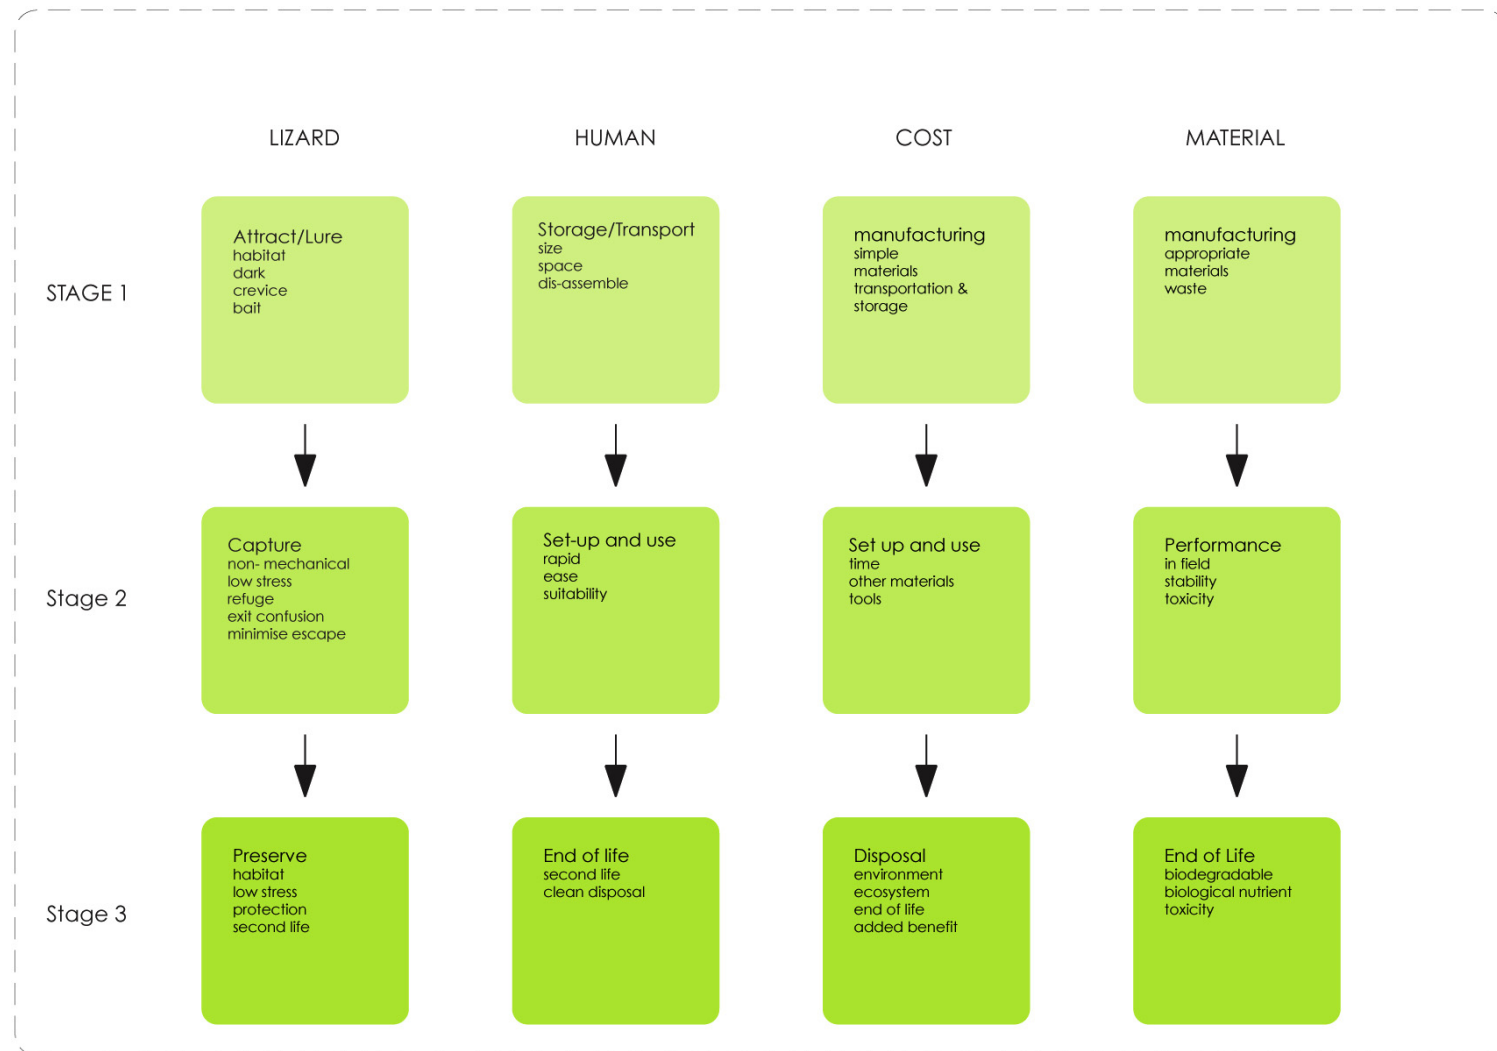 LIZARD
HUMAN
COST
MATERIAL
STAGE 1
Attract/Lure
habitat
dark
crevice
bait
Storage/Transport
size
space
dis-assemble
manufacturing
simple
materials
transportation &
storage
manufacturing
appropriate
materials
waste
Stage 2
Capture
non- mechanical
low stress
refuge
exit confusion
minimise escape
Set-up and use
rapid
ease
suitability
Set up and use
time
other materials
tools
Performance
in field
stability
toxicity
Stage 3
Preserve
habitat
low stress
protection
second life
End of life
second life
clean disposal
Disposal
environment
ecosystem
end of life
added benefit
End of Life
biodegradable
biological nutrient
toxicity